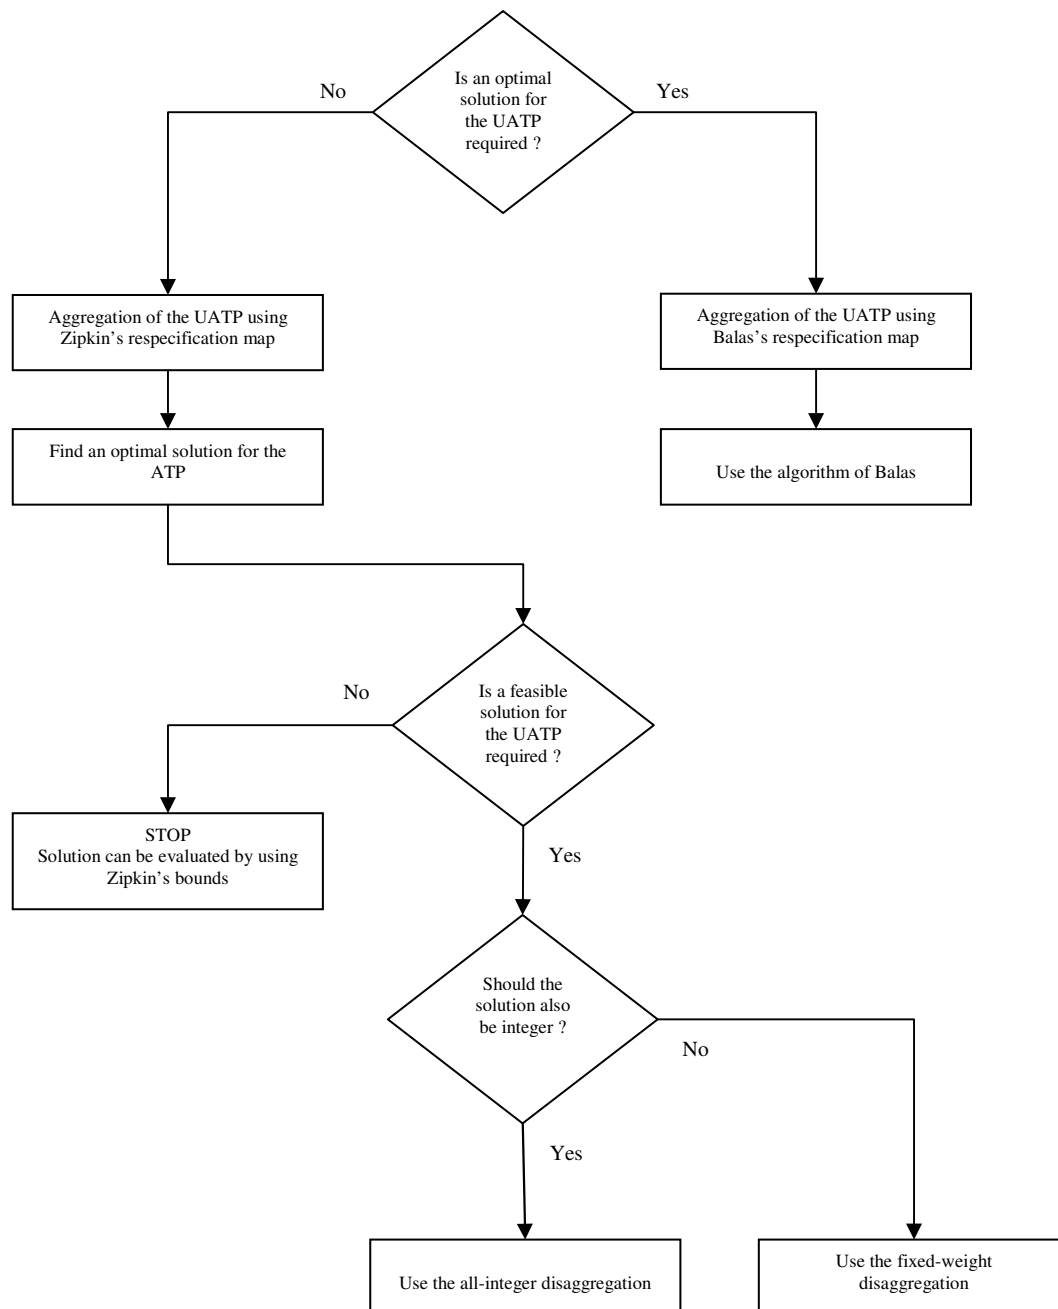 Is an optimal
solution for
the UATP
required ?
No
Yes
Aggregation of the UATP using
Zipkin's respecification map
Aggregation of the UATP using
Balas's respecification map
Find an optimal solution for the
ATP
Use the algorithm of Balas
Is a feasible
solution for
the UATP
required ?
No
STOP
Solution can be evaluated by using
Zipkin's bounds
Yes
Should the
solution also
be integer ?
No
Yes
Use the all-integer disaggregation
Use the fixed-weight
disaggregation